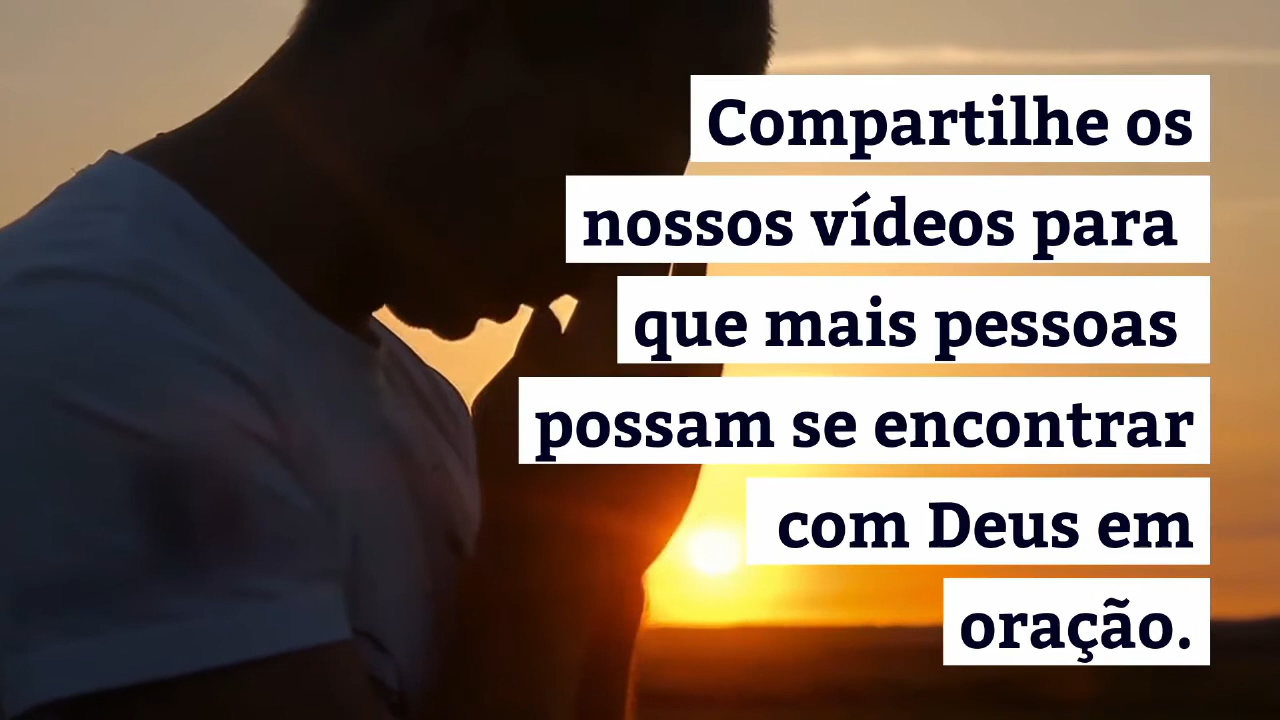 Compartilhe os
nossos vídeos para
que mais pessoas
possam se encontrar
com Deus em
oração.